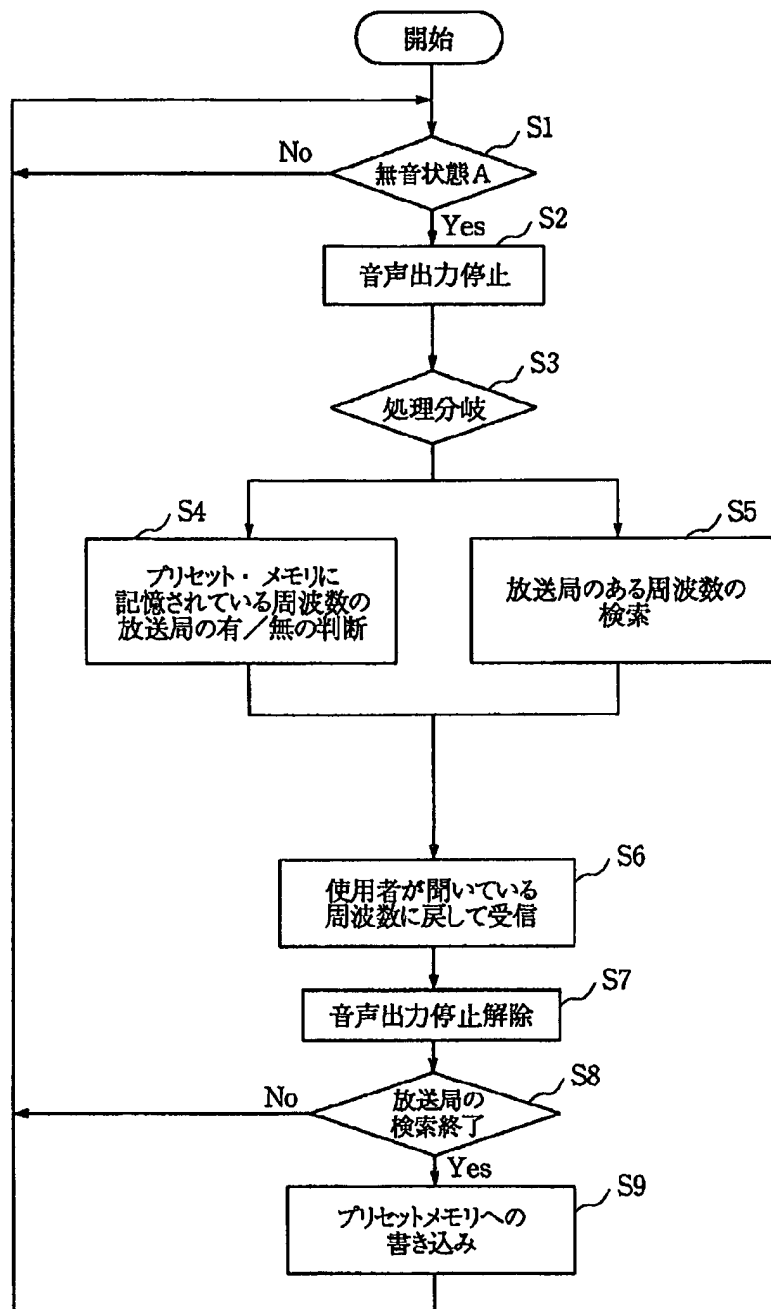 開始
S1
No
無音状態A
Yes
S2
音声出力停止
S3
処理分岐
S4
プリセット・メモリに
記憶されている周波数の
放送局の有／無の判断
S5
放送局のある周波数の
検索
S6
使用者が聞いている
周波数に戻して受信
S7
音声出力停止解除
S8
No
放送局の
検索終了
Yes
S9
プリセットメモリへの
書き込み